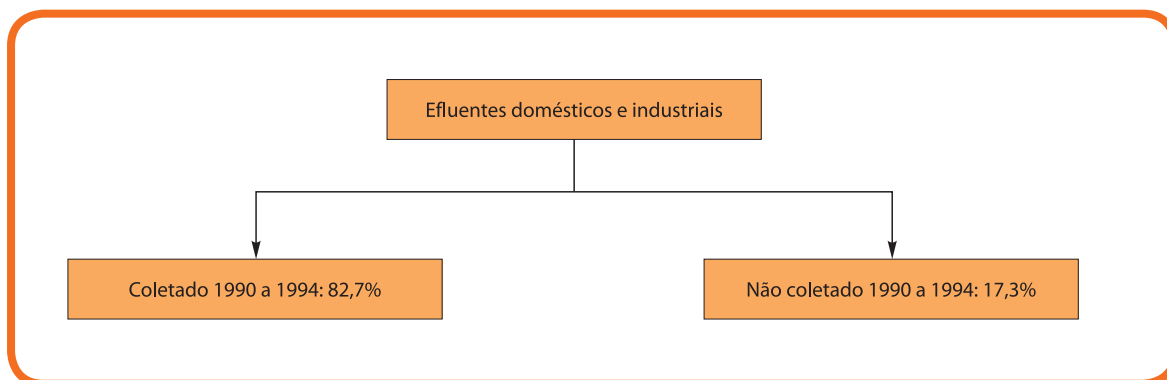 Efluentes domésticos e industriais
Coletado 1990 a 1994: 82,7%
Não coletado 1990 a 1994: 17,3%